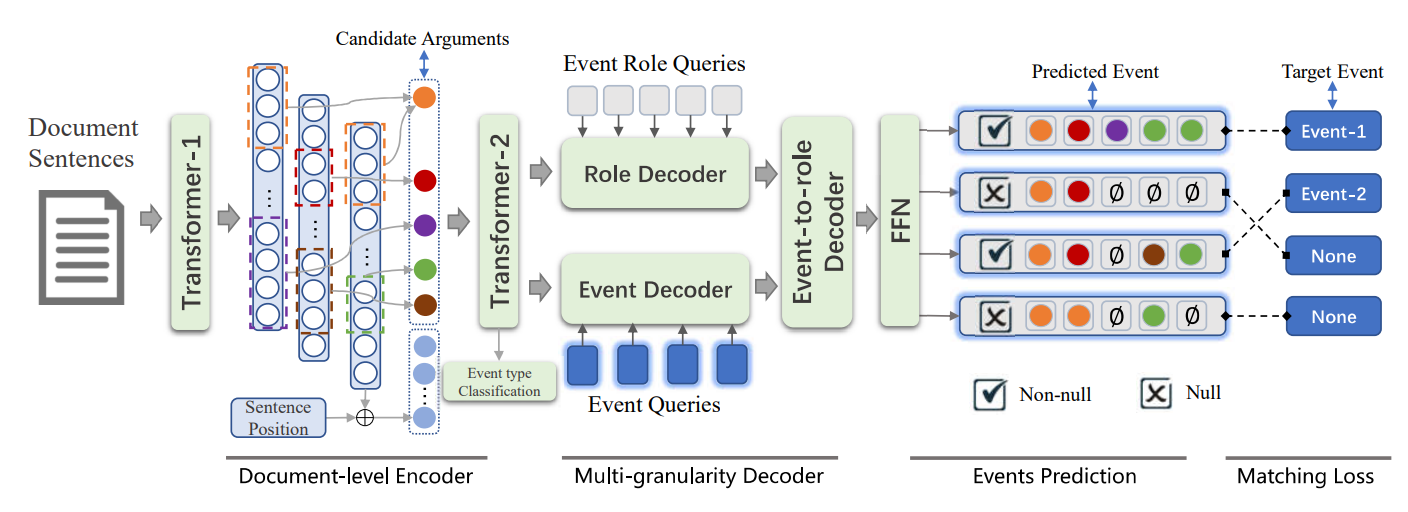 Candidate Arguments
Event Role Queries
Predicted Event
Target Event
Document
Sentences
Transformer-1
Transformer-2
Role Decoder
Event Decoder
Event-to-role
Decoder
FFN
Event-1
Event-2
None
None
∅ ∅ ∅
∅
∅ ∅
Event type
Classification
Event Queries
Sentence
Position
Non-null
Null
Document-level Encoder
Multi-granularity Decoder
Events Prediction
Matching Loss